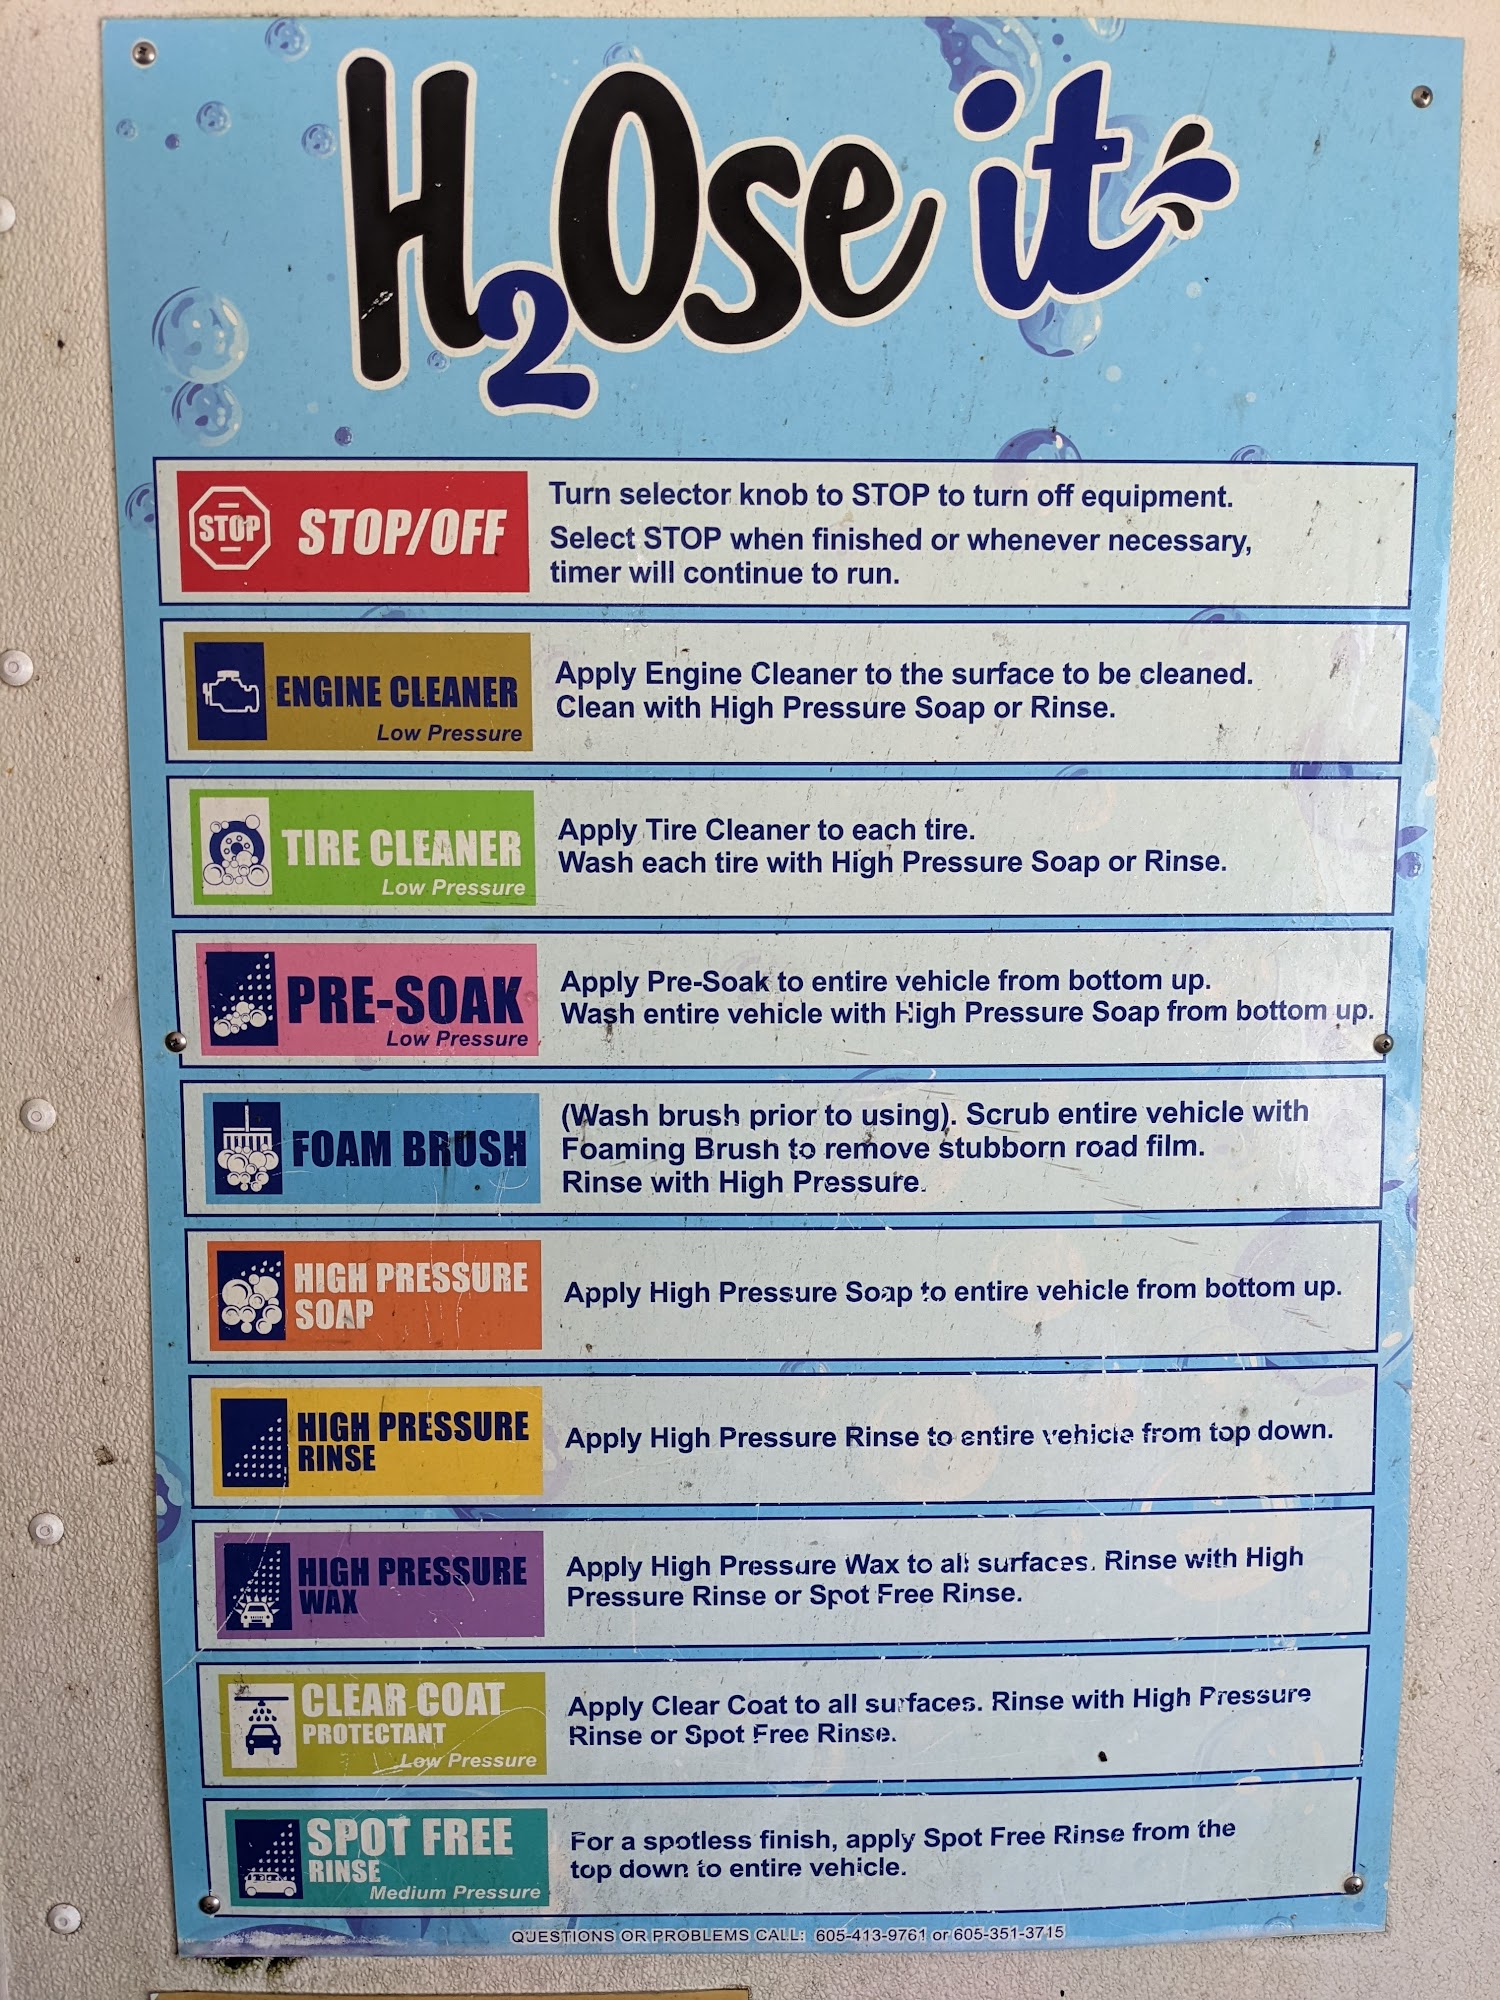 H2Ose it
STOP
STOP/OFF
Turn selector knob to STOP to turn off equipment.
Select STOP when finished or whenever necessary,
timer will continue to run.
ENGINE CLEANER
Low Pressure
Apply Engine Cleaner to the surface to be cleaned.
Clean with High Pressure Soap or Rinse.
TIRE CLEANER
Low Pressure
Apply Tire Cleaner to each tire.
Wash each tire with High Pressure Soap or Rinse.
PRE-SOAK
Low Pressure
Apply Pre-Soak to entire vehicle from bottom up.
Wash entire vehicle with High Pressure Soap from bottom up.
FOAM BRUSH
(Wash brush prior to using). Scrub entire vehicle with
Foaming Brush to remove stubborn road film.
Rinse with High Pressure.
HIGH PRESSURE
SOAP
Apply High Pressure Soap to entire vehicle from bottom up.
HIGH PRESSURE
RINSE
Apply High Pressure Rinse to entire vehicle from top down.
HIGH PRESSURE
WAX
Apply High Pressure Wax to all surfaces. Rinse with High
Pressure Rinse or Spot Free Rinse.
CLEAR COAT
PROTECTANT
Low Pressure
Apply Clear Coat to all surfaces. Rinse with High Pressure
Rinse or Spot Free Rinse.
SPOT FREE
RINSE
Medium Pressure
For a spotless finish, apply Spot Free Rinse from the
top down to entire vehicle.
QUESTIONS OR PROBLEMS CALL: 605-413-9761 or 605-351-3715